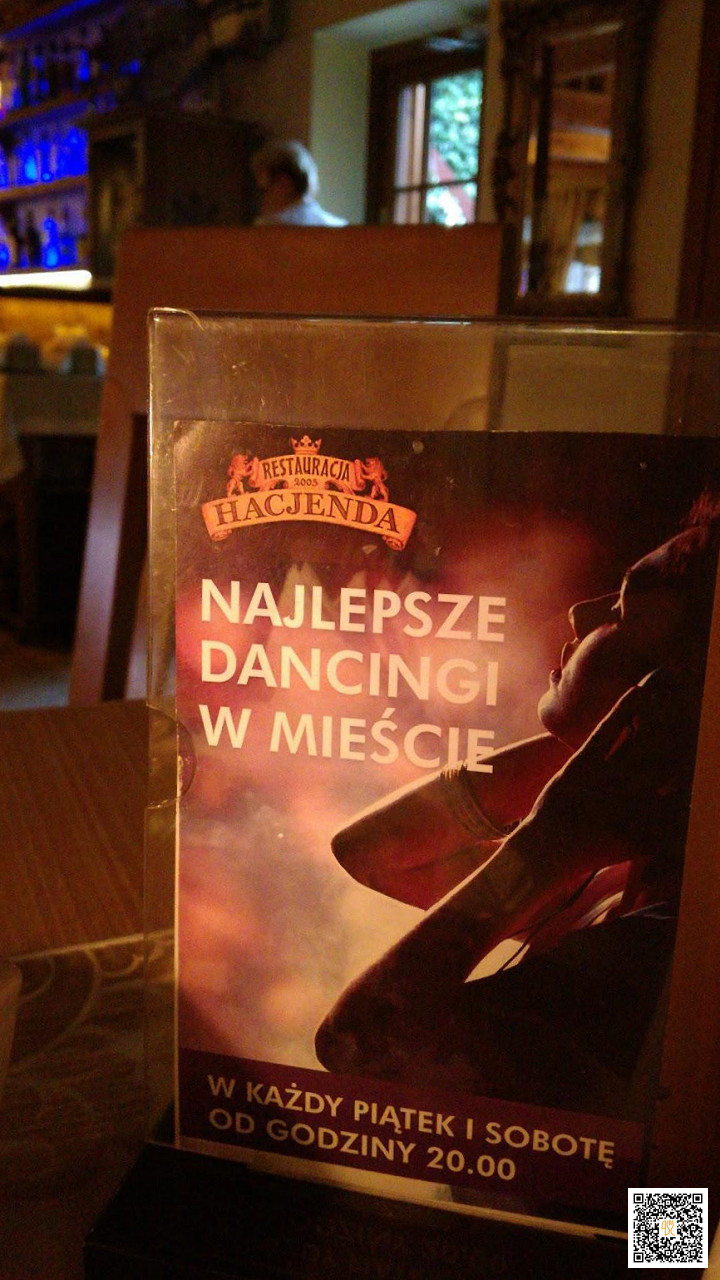 RESTAURACJA
2005
HACJENDA
NAJLEPSZE
DANCINGI
W MIEŚCIE
W KAŻDY PIĄTEK I SOBOTĘ
OD GODZINY 20.00